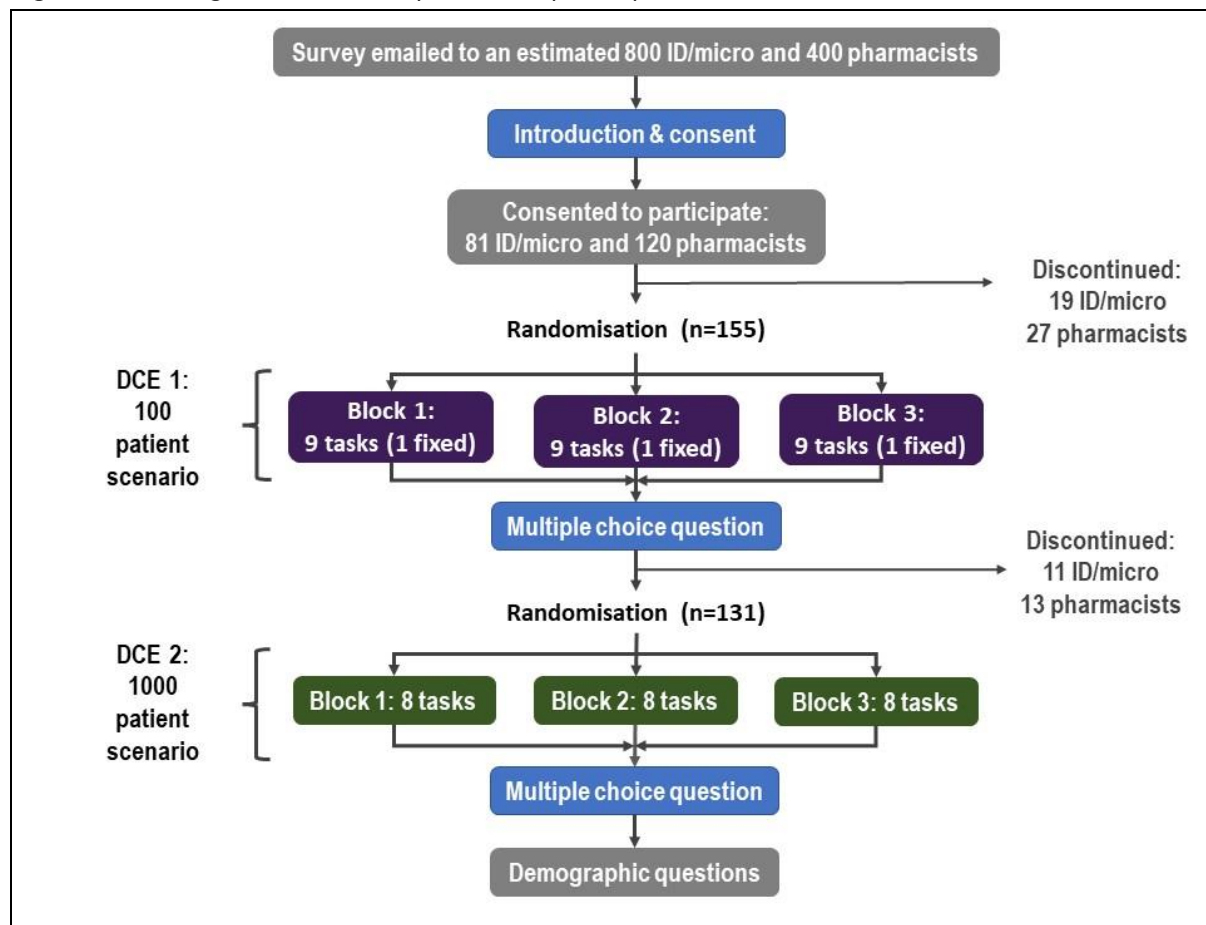 Survey emailed to an estimated 800 ID/micro and 400 pharmacists
Introduction & consent
Consented to participate:
81 ID/micro and 120 pharmacists
Discontinued:
19 ID/micro
27 pharmacists
Randomisation (n=155)
DCE 1:
100
patient
scenario
Block 1:
9 tasks (1 fixed)
Block 2:
9 tasks (1 fixed)
Block 3:
9 tasks (1 fixed)
Multiple choice question
Discontinued:
11 ID/micro
13 pharmacists
Randomisation (n=131)
DCE 2:
1000
patient
scenario
Block 1: 8 tasks
Block 2: 8 tasks
Block 3: 8 tasks
Multiple choice question
Demographic questions